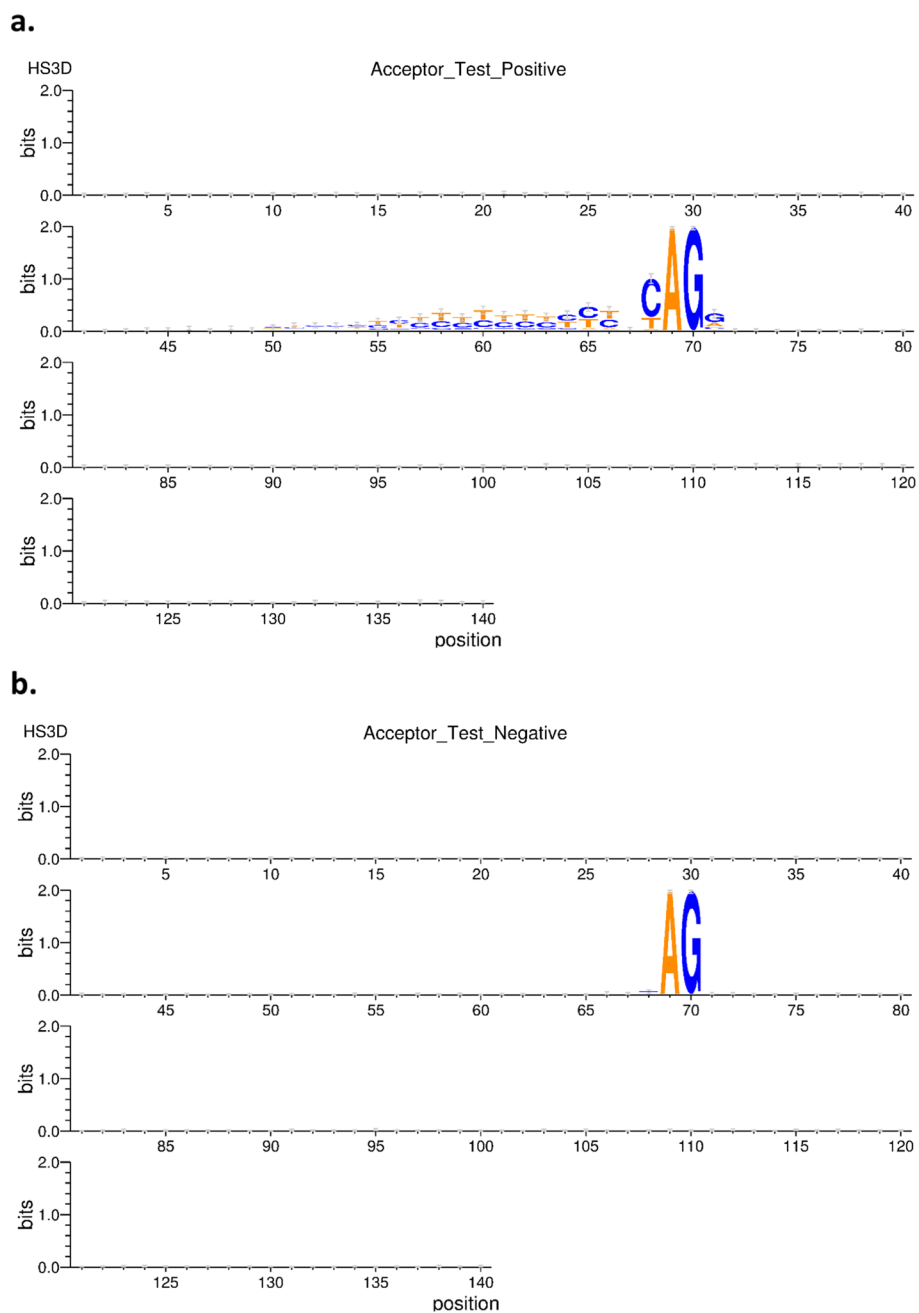 a.
HS3D Acceptor_Test_Positive
2.0
bits 1.0
0.0
5 10 15 20 25 30 35 40
2.0
bits 1.0
CAG
0.0
45 50 55 60 65 70 75 80
2.0
bits 1.0
0.0
85 90 95 100 105 110 115 120
2.0
bits 1.0
0.0
125 130 135 140
position
b.
HS3D Acceptor_Test_Negative
2.0
bits 1.0
0.0
5 10 15 20 25 30 35 40
2.0
bits 1.0
AG
0.0
45 50 55 60 65 70 75 80
2.0
bits 1.0
0.0
85 90 95 100 105 110 115 120
2.0
bits 1.0
0.0
125 130 135 140
position